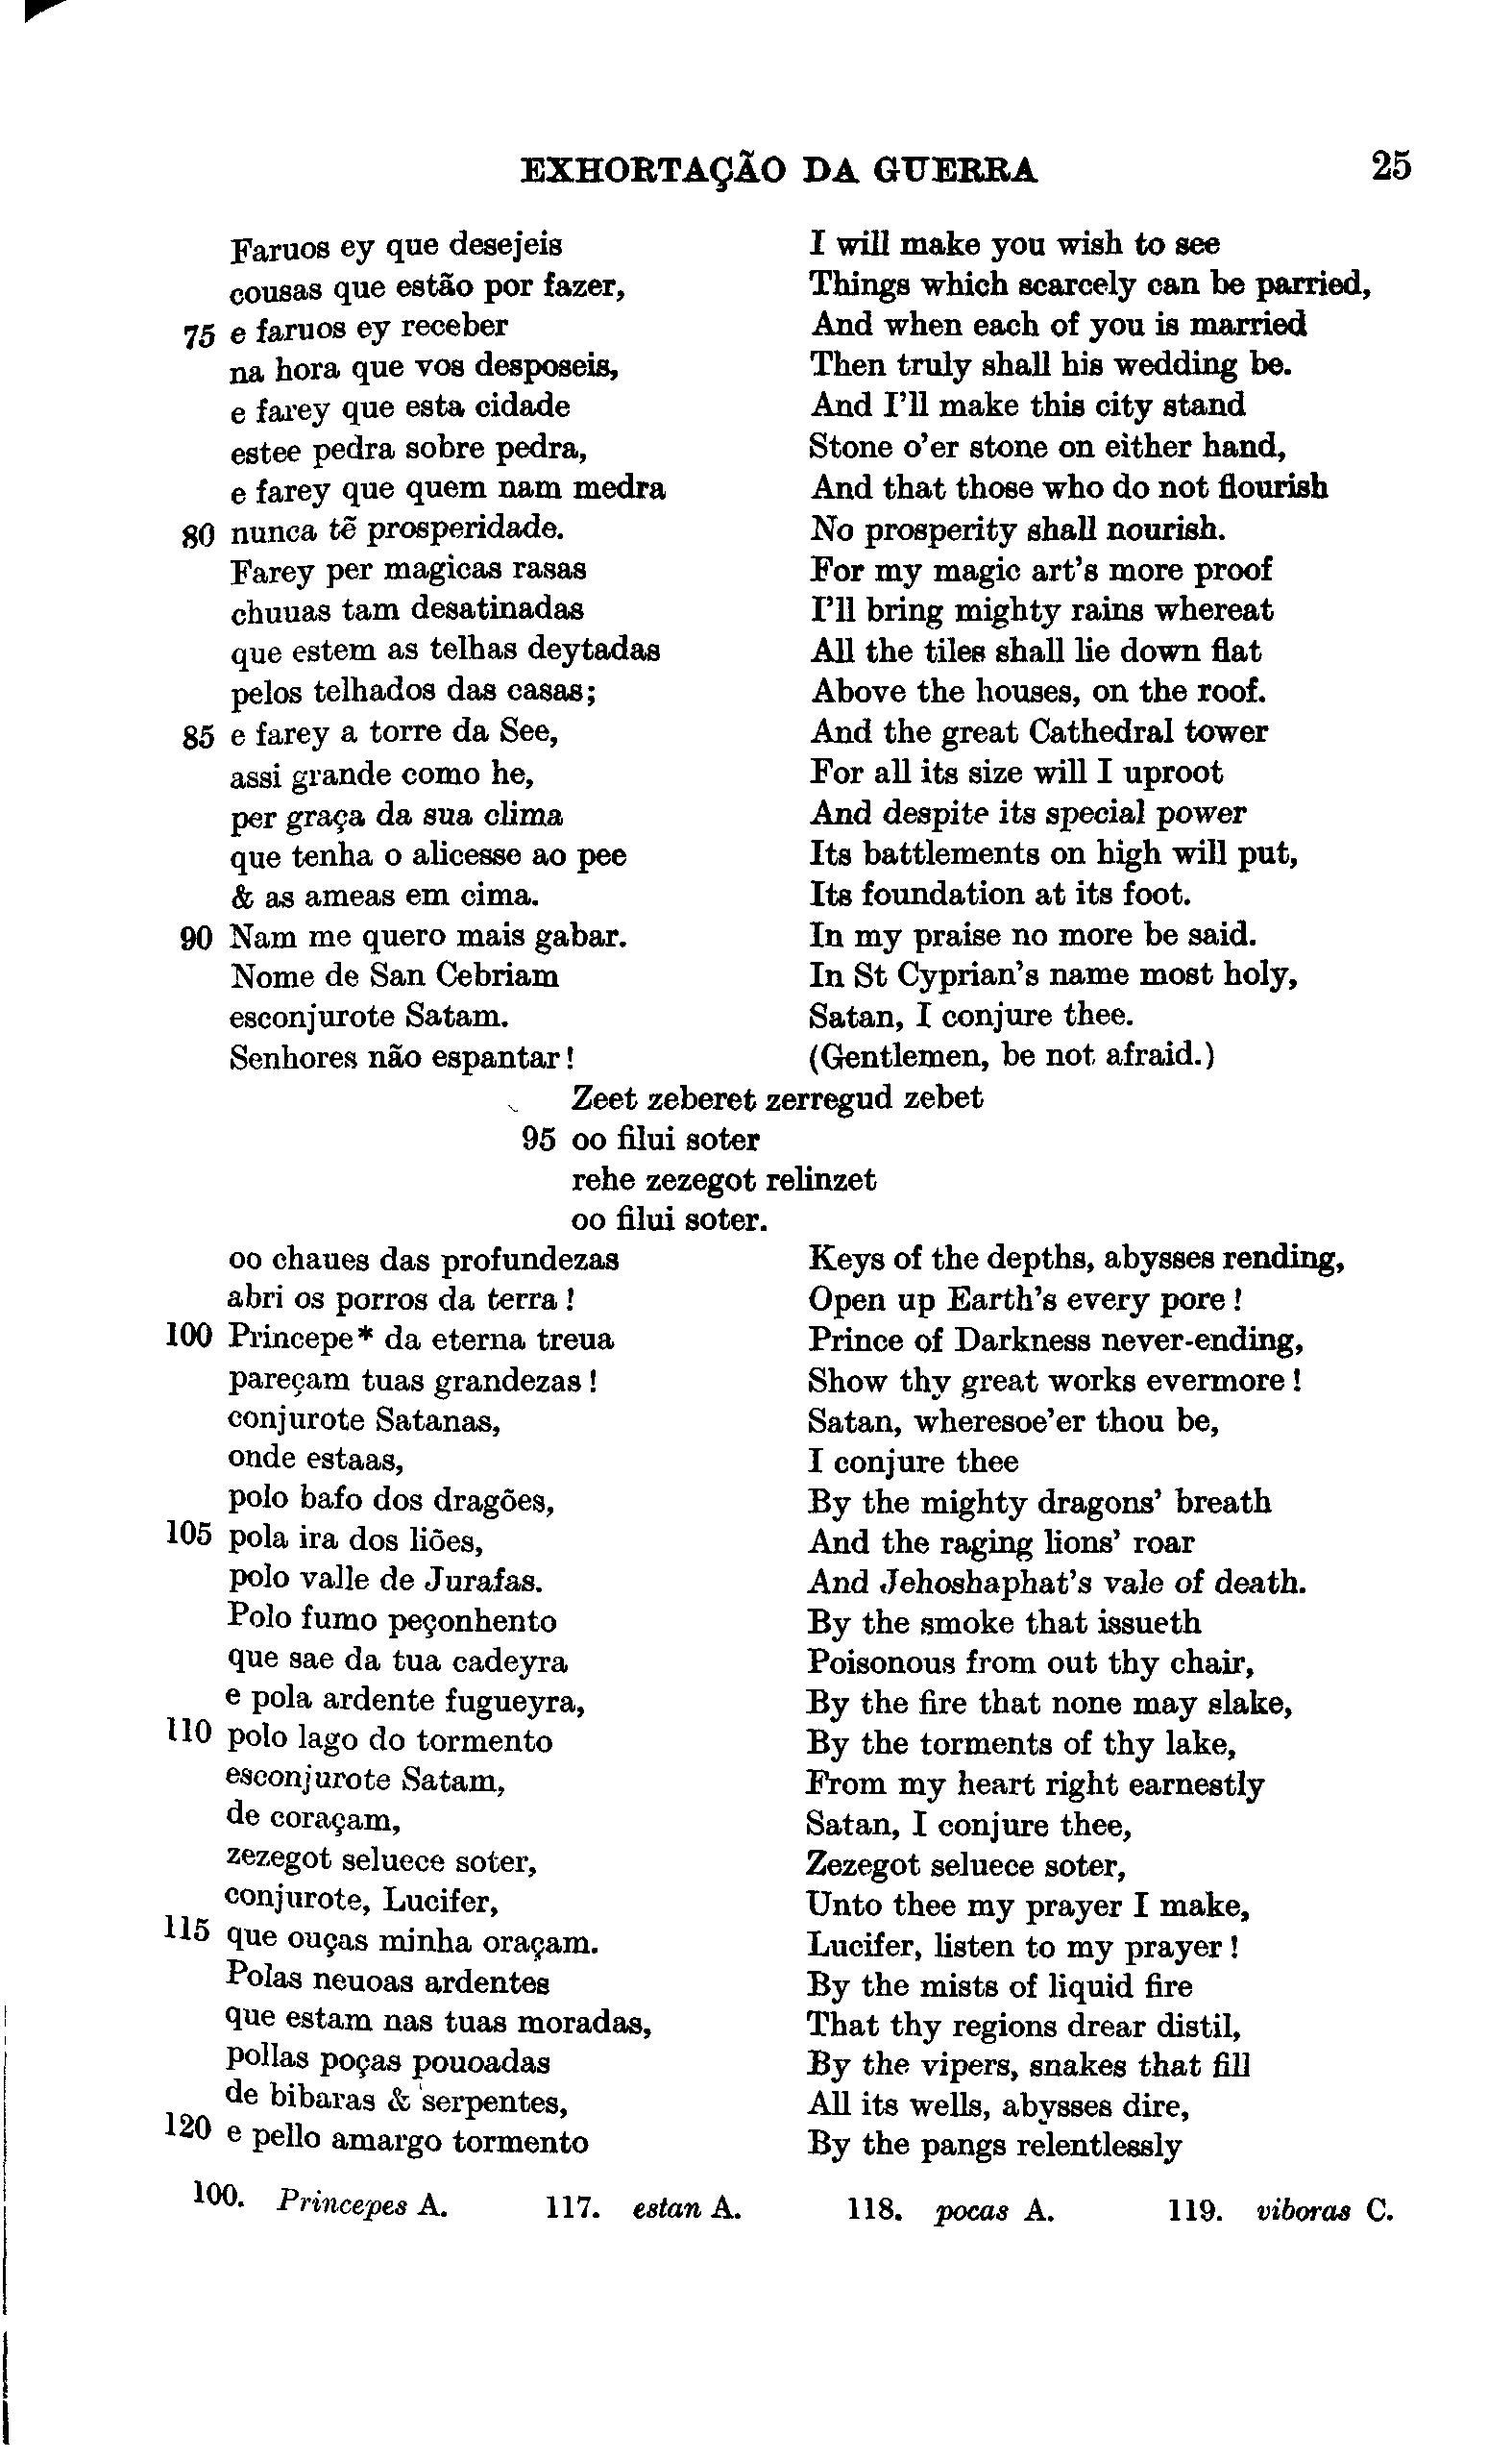 EXHORTAÇÃO DA GUERRA 25
Faruos ey que desejeis
cousas que estão por fazer,
75 e faruos ey receber
na hora que vos desposeis,
e farey que esta cidade
estee pedra sobre pedra,
e farey que quem nam medra
80 nunca tẽ prosperidade.
Farey per magicas rasas
chuuas tam desatinadas
que estem as telhas deytadas
pelos telhados das casas;
85 e farey a torre da See,
assi grande como he,
per graça da sua clima
que tenha o alicesse ao pee
& as ameas em cima.
90 Nam me quero mais gabar.
Nome de San Cebriam
esconjurote Satam.
Senhores não espantar!
I will make you wish to see
Things which scarcely can be parried,
And when each of you is married
Then truly shall his wedding be.
And I'll make this city stand
Stone o'er stone on either hand,
And that those who do not flourish
No prosperity shall nourish.
For my magic art's more proof
I'll bring mighty rains whereat
All the tiles shall lie down flat
Above the houses, on the roof.
And the great Cathedral tower
For all its size will I uproot
And despite its special power
Its battlements on high will put,
Its foundation at its foot.
In my praise no more be said.
In St Cyprian's name most holy,
Satan, I conjure thee.
(Gentlemen, be not afraid.)
Zeet zeberet zerregud zebet
95 oo filui soter
rehe zezegot relinzet
oo filui soter.
oo chaues das profundezas
abri os porros da terra!
100 Princepe* da eterna treua
pareçam tuas grandezas!
conjurote Satanas,
onde estaas,
polo bafo dos dragões,
105 pola ira dos liões,
polo valle de Jurafas.
Polo fumo peçonhento
que sae da tua cadeyra
e pola ardente fugueyra,
110 polo lago do tormento
esconjurote Satam,
de coraçam,
zezegot seluece soter,
conjurote, Lucifer,
115 que ouças minha oraçam.
Polas neuoas ardentes
que estam nas tuas moradas,
pollas poças pouoadas
de bibaras & serpentes,
120 e pello amargo tormento
Keys of the depths, abysses rending,
Open up Earth's every pore!
Prince of Darkness never-ending,
Show thy great works evermore!
Satan, wheresoe'er thou be,
I conjure thee
By the mighty dragons' breath
And the raging lions' roar
And Jehoshaphat's vale of death.
By the smoke that issueth
Poisonous from out thy chair,
By the fire that none may slake,
By the torments of thy lake,
From my heart right earnestly
Satan, I conjure thee,
Zezegot seluece soter,
Unto thee my prayer I make,
Lucifer, listen to my prayer!
By the mists of liquid fire
That thy regions drear distil,
By the vipers, snakes that fill
All its wells, abysses dire,
By the pangs relentlessly
100. Princepes A. 117. estan A. 118. pocas A. 119. viboras C.